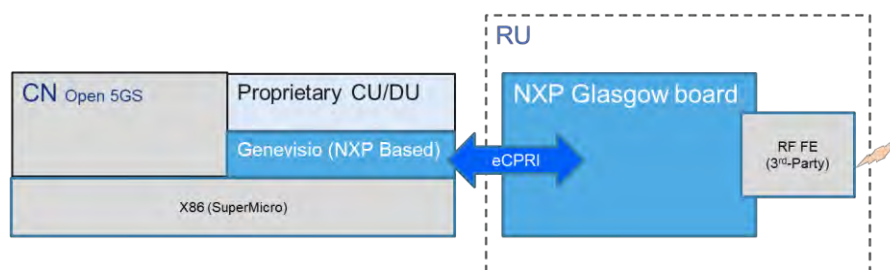 RU
CN Open 5GS
Proprietary CU/DU
NXP Glasgow board
Genevisio (NXP Based)
eCPRI
RF FE
(3rd-Party)
X86 (SuperMicro)